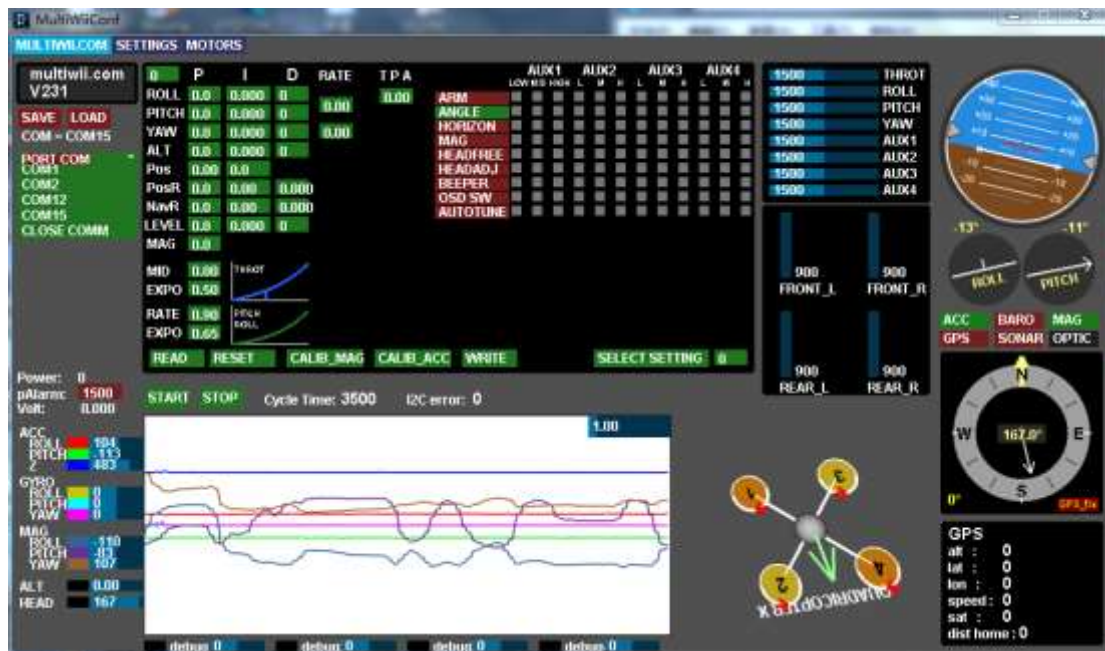 MultiWiiConf
MULTIWII.COM SETTINGS MOTORS
multiwii.com
V231
SAVE LOAD
COM = COM15
PORT COM
COM1
COM2
COM12
COM15
CLOSE COMM
0 P I D RATE T P A
ROLL 0.0 0.000 0
0.00 0.00
PITCH 0.0 0.000 0
YAW 0.0 0.000 0 0.00
ALT 0.0 0.000 0
Pos 0.00 0.0
PosR 0.0 0.00 0.000
NavR 0.0 0.00 0.000
LEVEL 0.0 0.000 0
MAG 0.0
MID 0.00
EXPO 0.50
THROT
RATE 0.90
EXPO 0.65
PITCH
ROLL
AUX1 AUX2 AUX3 AUX4
LOW MID HIGH L M H L M H L M H
ARM
ANGLE
HORIZON
MAG
HEADFREE
HEADADJ
BEEPER
OSD SW
AUTOTUNE
READ RESET CALIB_MAG CALIB_ACC WRITE SELECT SETTING 0
1500 THROT
1500 ROLL
1500 PITCH
1500 YAW
1500 AUX1
1500 AUX2
1500 AUX3
1500 AUX4
900 900
FRONT_L FRONT_R
900 900
REAR_L REAR_R
-13° -11°
ROLL PITCH
ACC BARO MAG
GPS SONAR OPTIC
N
W 167.0° E
S
0° GPS_fix
Power: 0
pAlarm: 1500
Volt: 0.000
START STOP Cycle Time: 3500 I2C error: 0
1.00
ACC
ROLL 194
PITCH -113
Z 483
GYRO
ROLL 0
PITCH 0
YAW 0
MAG
ROLL -110
PITCH -83
YAW 107
ALT 0.00
HEAD 167
debug 0 debug 0 debug 0 debug 0
1 3
2 4
QUADRICOPTER X
GPS
alt : 0
lat : 0
lon : 0
speed : 0
sat : 0
dist home : 0